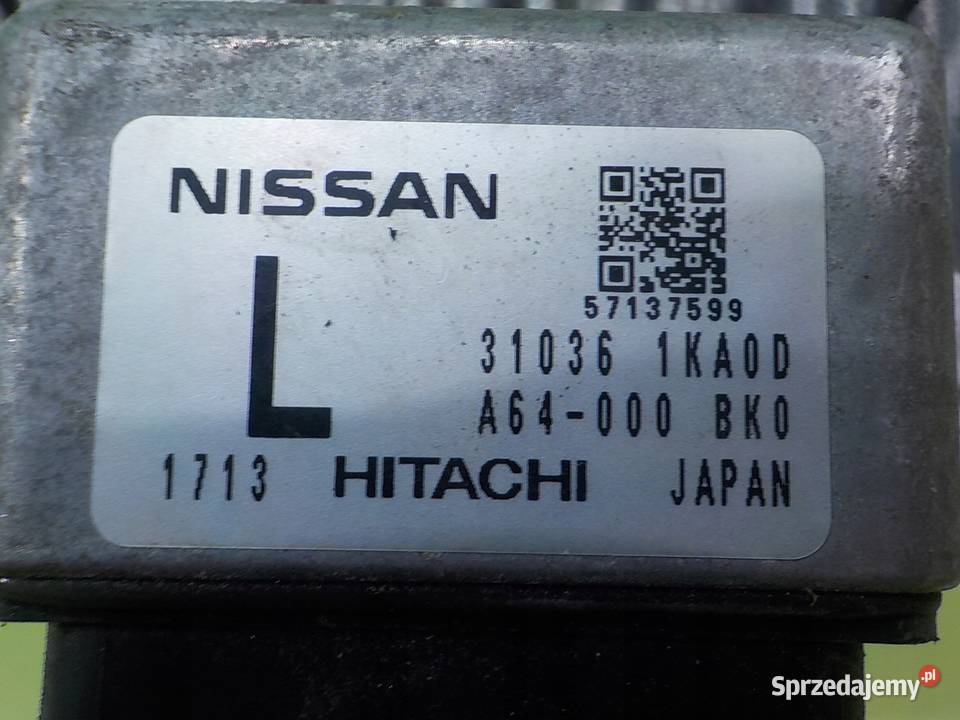 NISSAN
57137599
L
31036 1KA0D
A64-000 BK0
1713 HITACHI JAPAN
Sprzedajemy.pl